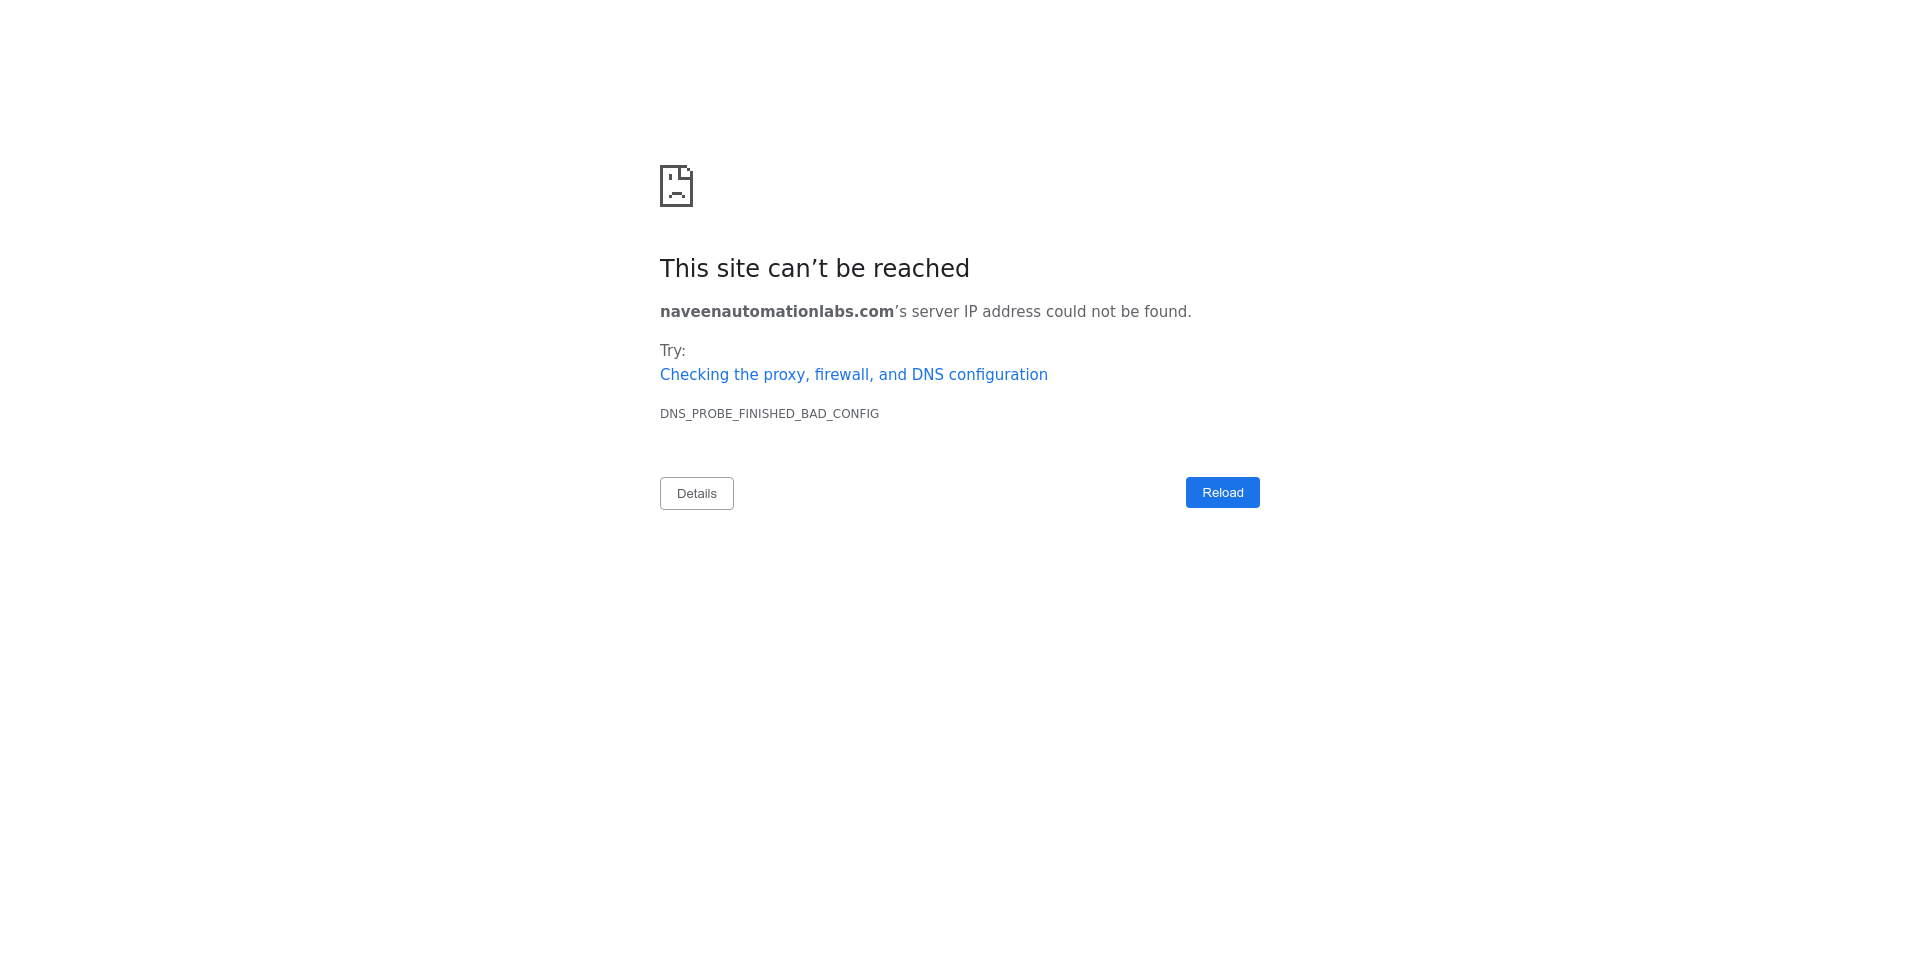 This site can’t be reached
naveenautomationlabs.com’s server IP address could not be found.
Try:
Checking the proxy, firewall, and DNS configuration
DNS_PROBE_FINISHED_BAD_CONFIG
Details
Reload